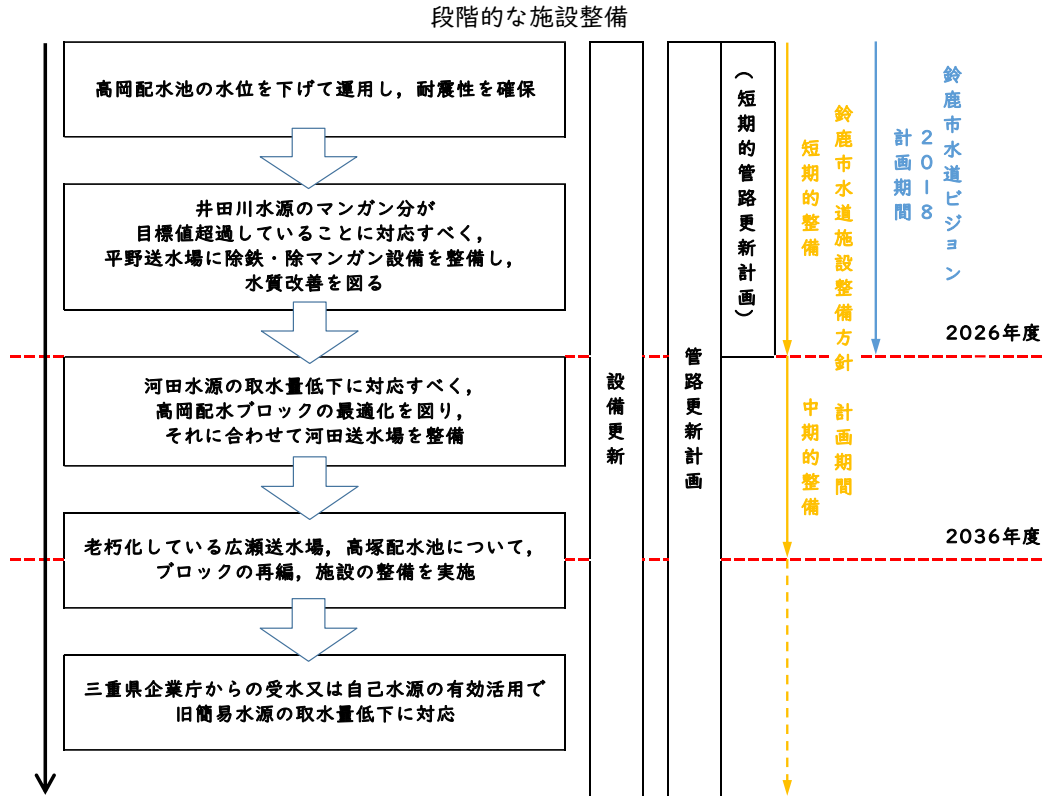 段階的な施設整備
高岡配水池の水位を下げて運用し，耐震性を確保
井田川水源のマンガン分が
目標値超過していることに対応すべく，
平野送水場に除鉄・除マンガン設備を整備し，
水質改善を図る
河田水源の取水量低下に対応すべく，
高岡配水ブロックの最適化を図り，
それに合わせて河田送水場を整備
老朽化している広瀬送水場，高塚配水池について，
ブロックの再編，施設の整備を実施
三重県企業庁からの受水又は自己水源の有効活用で
旧簡易水源の取水量低下に対応
設備更新
管路更新計画
（短期的管路更新計画）
鈴鹿市水道施設整備方針　計画期間
短期的整備
中期的整備
鈴鹿市水道ビジョン
２０１８
計画期間
2026年度
2036年度